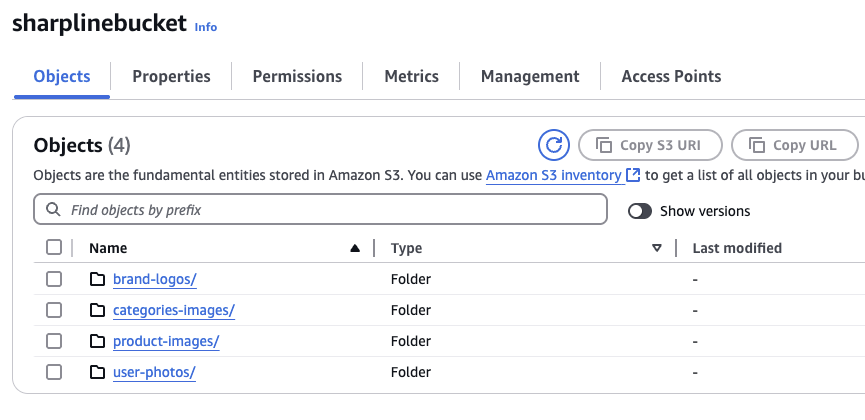 sharplinebucket Info
Objects Properties Permissions Metrics Management Access Points
Objects (4) Copy S3 URI Copy URL
Objects are the fundamental entities stored in Amazon S3. You can use Amazon S3 inventory to get a list of all objects in your
Find objects by prefix Show versions
Name Type Last modified
brand-logos/ Folder -
categories-images/ Folder -
product-images/ Folder -
user-photos/ Folder -